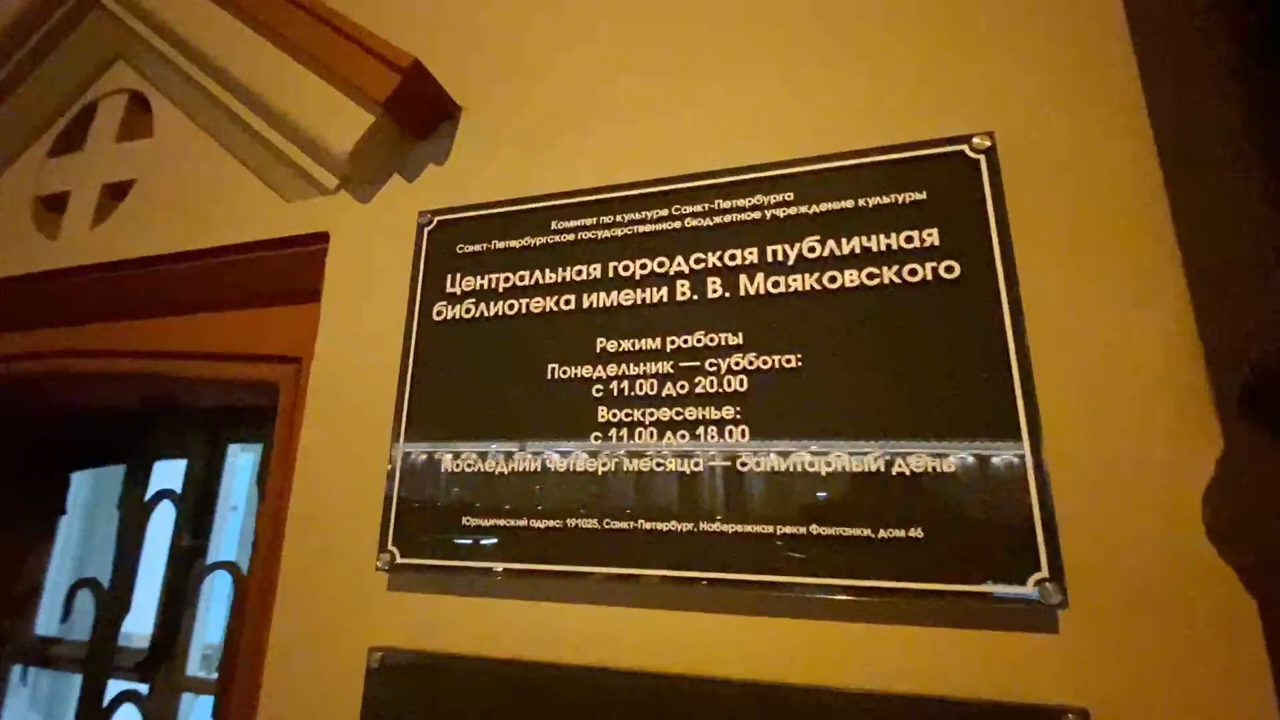 Комитет по культуре Санкт-Петербурга
Санкт-Петербургское государственное бюджетное учреждение культуры
Центральная городская публичная
библиотека имени В. В. Маяковского
Режим работы
Понедельник — суббота:
с 11.00 до 20.00
Воскресенье:
с 11.00 до 18.00
Последний четверг месяца — санитарный день
Юридический адрес: 191025, Санкт-Петербург, Набережная реки Фонтанки, дом 46